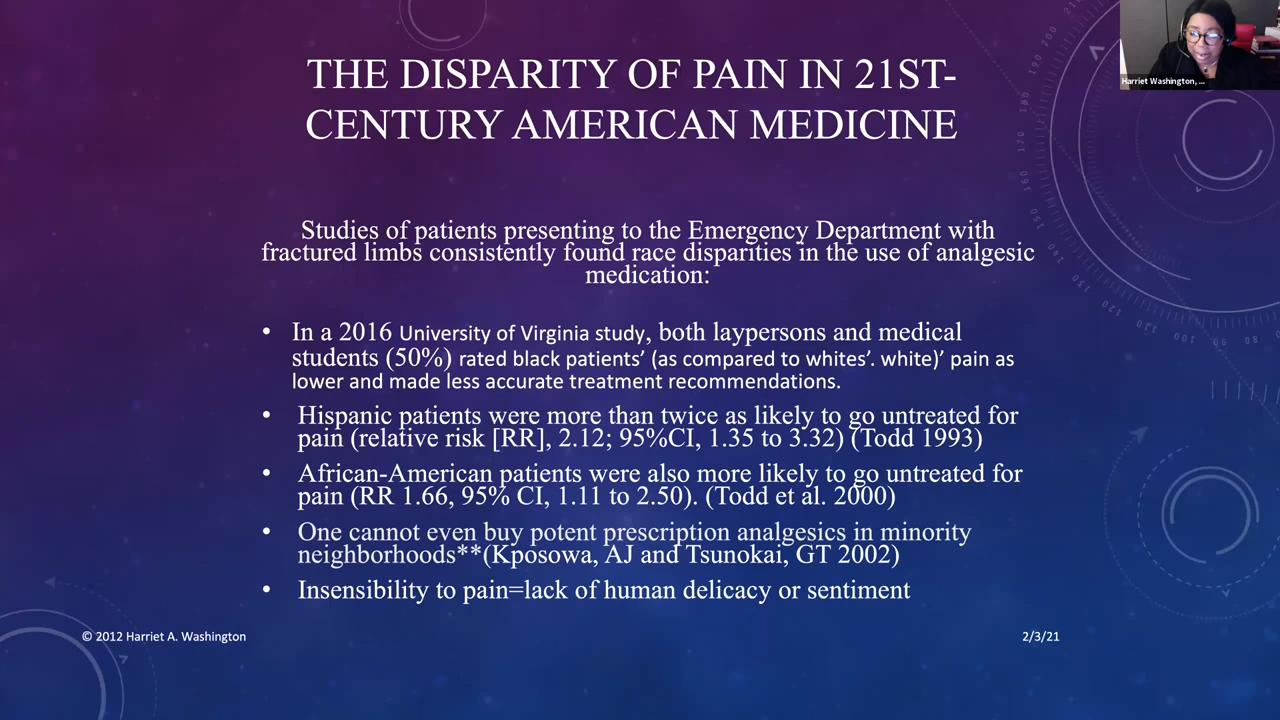 Harriet Washington, ...
THE DISPARITY OF PAIN IN 21ST-
CENTURY AMERICAN MEDICINE
Studies of patients presenting to the Emergency Department with
fractured limbs consistently found race disparities in the use of analgesic
medication:
• In a 2016 University of Virginia study, both laypersons and medical
students (50%) rated black patients’ (as compared to whites’. white)’ pain as
lower and made less accurate treatment recommendations.
• Hispanic patients were more than twice as likely to go untreated for
pain (relative risk [RR], 2.12; 95%CI, 1.35 to 3.32) (Todd 1993)
• African-American patients were also more likely to go untreated for
pain (RR 1.66, 95% CI, 1.11 to 2.50). (Todd et al. 2000)
• One cannot even buy potent prescription analgesics in minority
neighborhoods**(Kposowa, AJ and Tsunokai, GT 2002)
• Insensibility to pain=lack of human delicacy or sentiment
© 2012 Harriet A. Washington
2/3/21